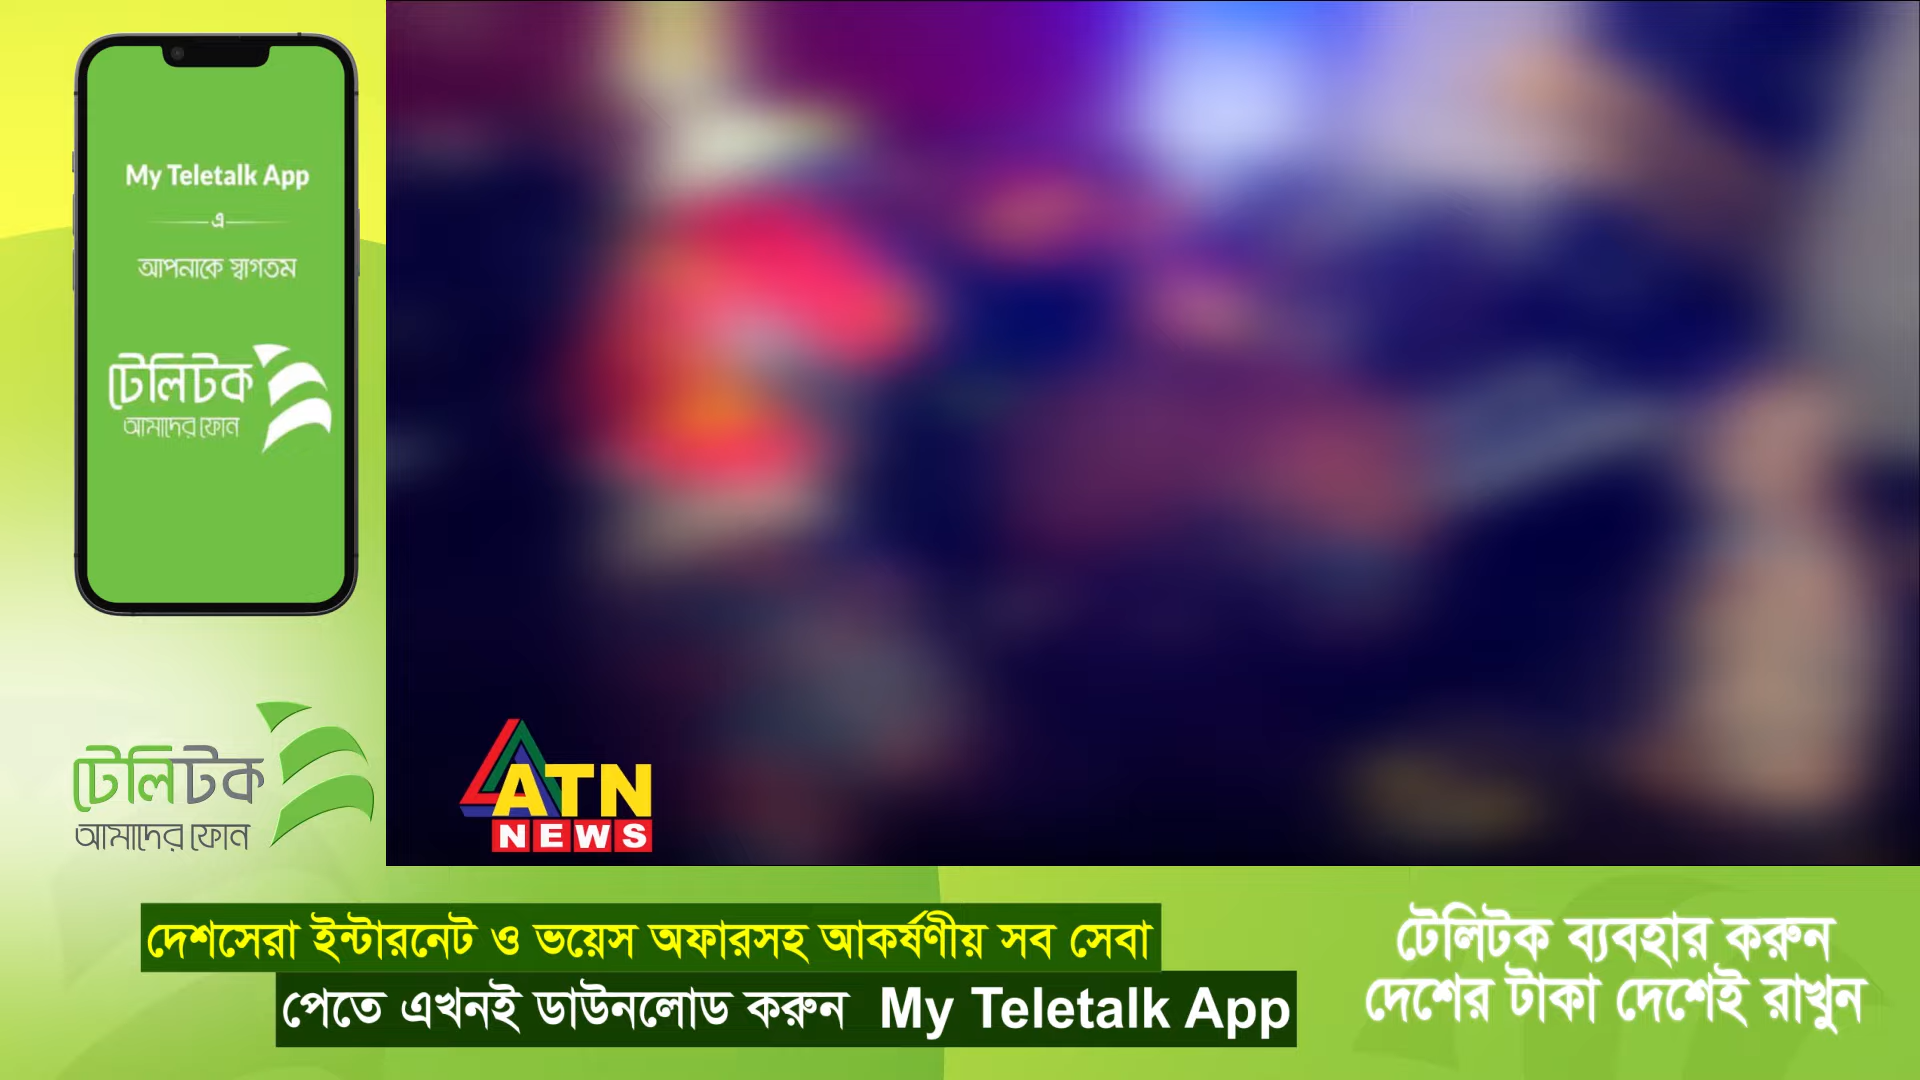 My Teletalk App
এ
আপনাকে স্বাগতম
টেলিটক
আমাদের ফোন
টেলিটক
আমাদের ফোন
ATN
NEWS
দেশসেরা ইন্টারনেট ও ভয়েস অফারসহ আকর্ষণীয় সব সেবা
পেতে এখনই ডাউনলোড করুন My Teletalk App
টেলিটক ব্যবহার করুন
দেশের টাকা দেশেই রাখুন